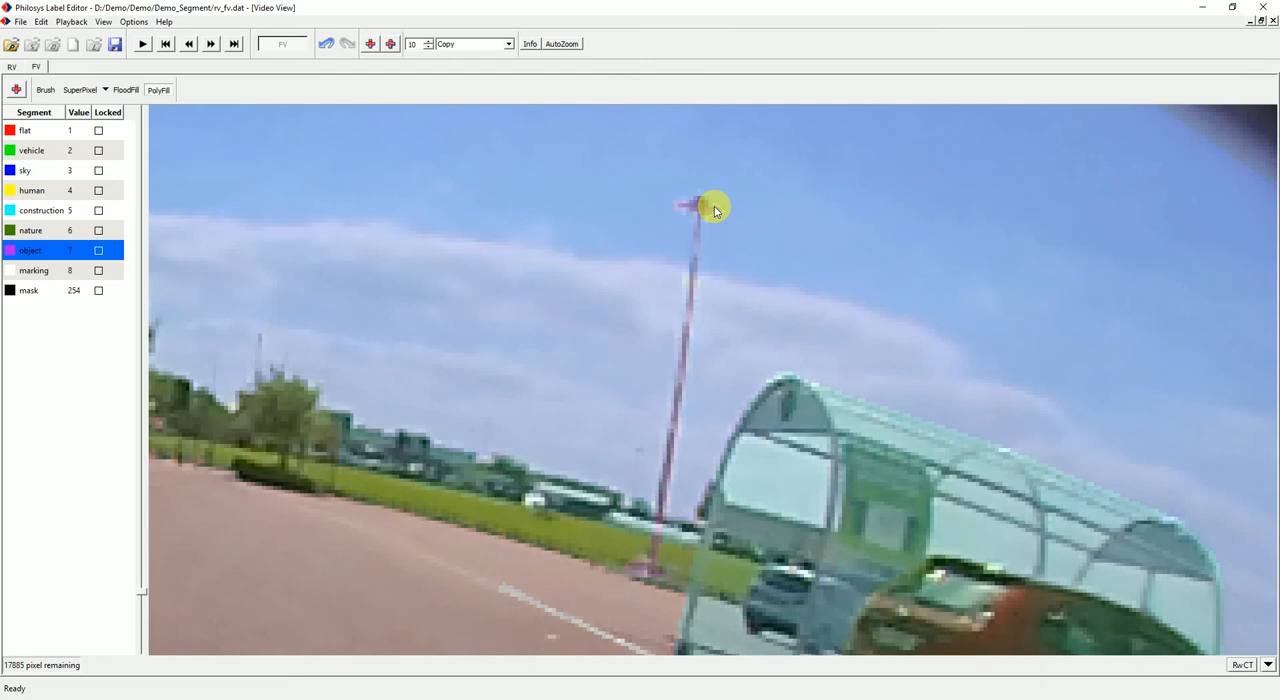 Philosys Label Editor - D:/Demo/Demo/Demo_Segment/rv_fv.dat - [Video View]
File Edit Playback View Options Help
FV 10 Copy Info AutoZoom
RV FV
Brush SuperPixel FloodFill PolyFill
Segment Value Locked
flat 1
vehicle 2
sky 3
human 4
construction 5
nature 6
object 7
marking 8
mask 254
17885 pixel remaining RwCT
Ready